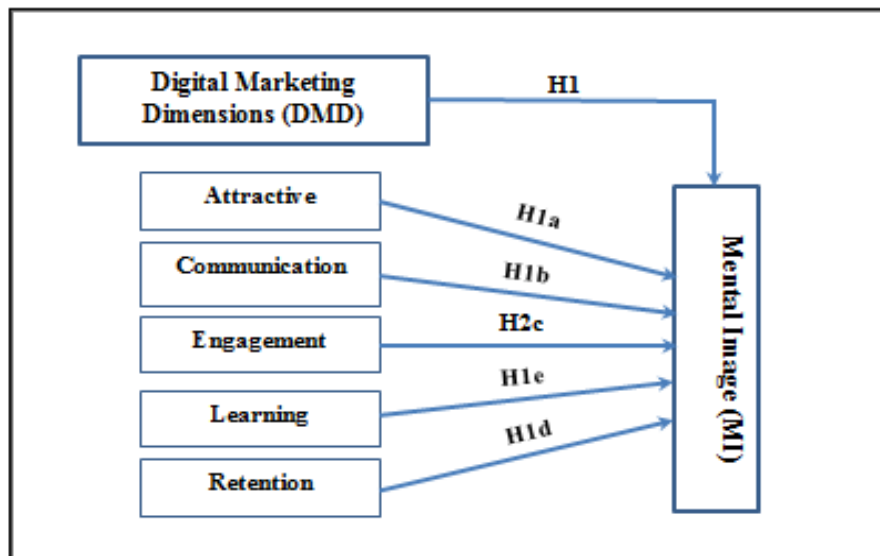 Digital Marketing
Dimensions (DMD)
H1
Attractive
H1a
Communication
H1b
Engagement
H2c
Learning
H1e
Retention
H1d
Mental Image (MI)